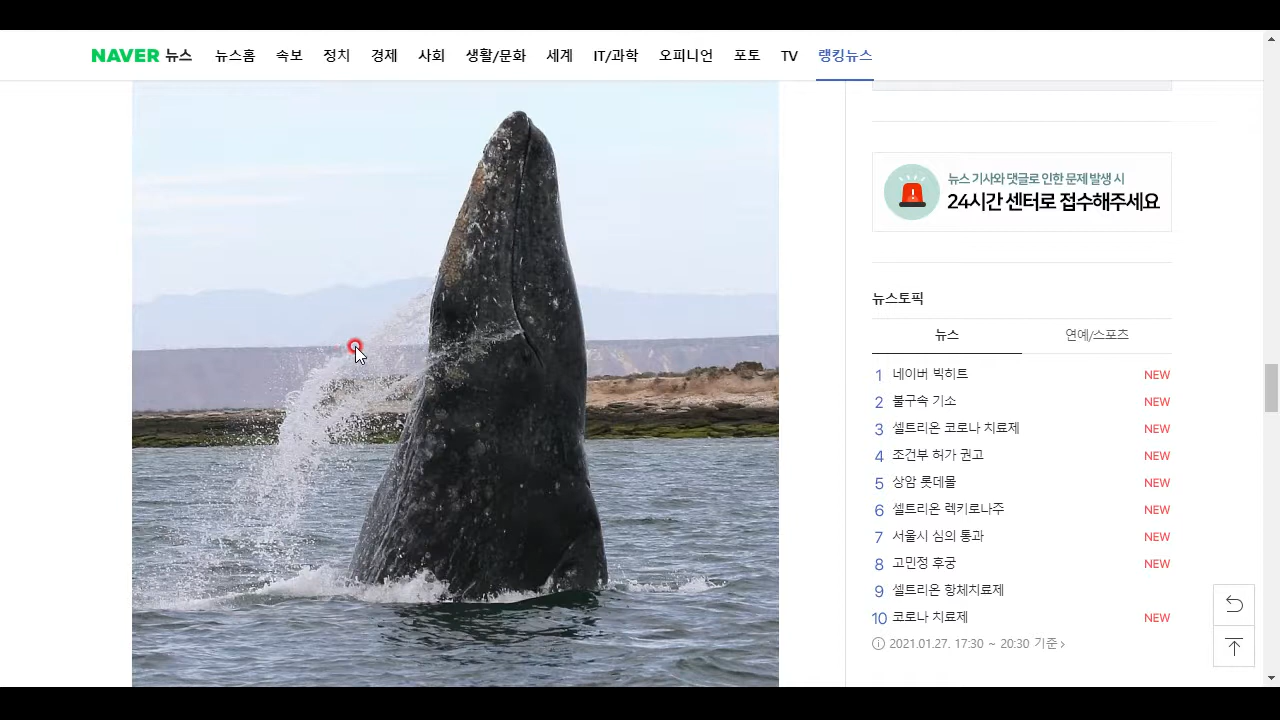 NAVER 뉴스 뉴스홈 속보 정치 경제 사회 생활/문화 세계 IT/과학 오피니언 포토 TV 랭킹뉴스
뉴스 기사와 댓글로 인한 문제 발생 시
24시간 센터로 접수해주세요
뉴스토픽
뉴스 연예/스포츠
1 네이버 빅히트 NEW
2 불구속 기소 NEW
3 셀트리온 코로나 치료제 NEW
4 조건부 허가 권고 NEW
5 상암 롯데몰 NEW
6 셀트리온 렉키로나주 NEW
7 서울시 심의 통과 NEW
8 고민정 후궁 NEW
9 셀트리온 항체치료제
10 코로나 치료제 NEW
2021.01.27. 17:30 ~ 20:30 기준